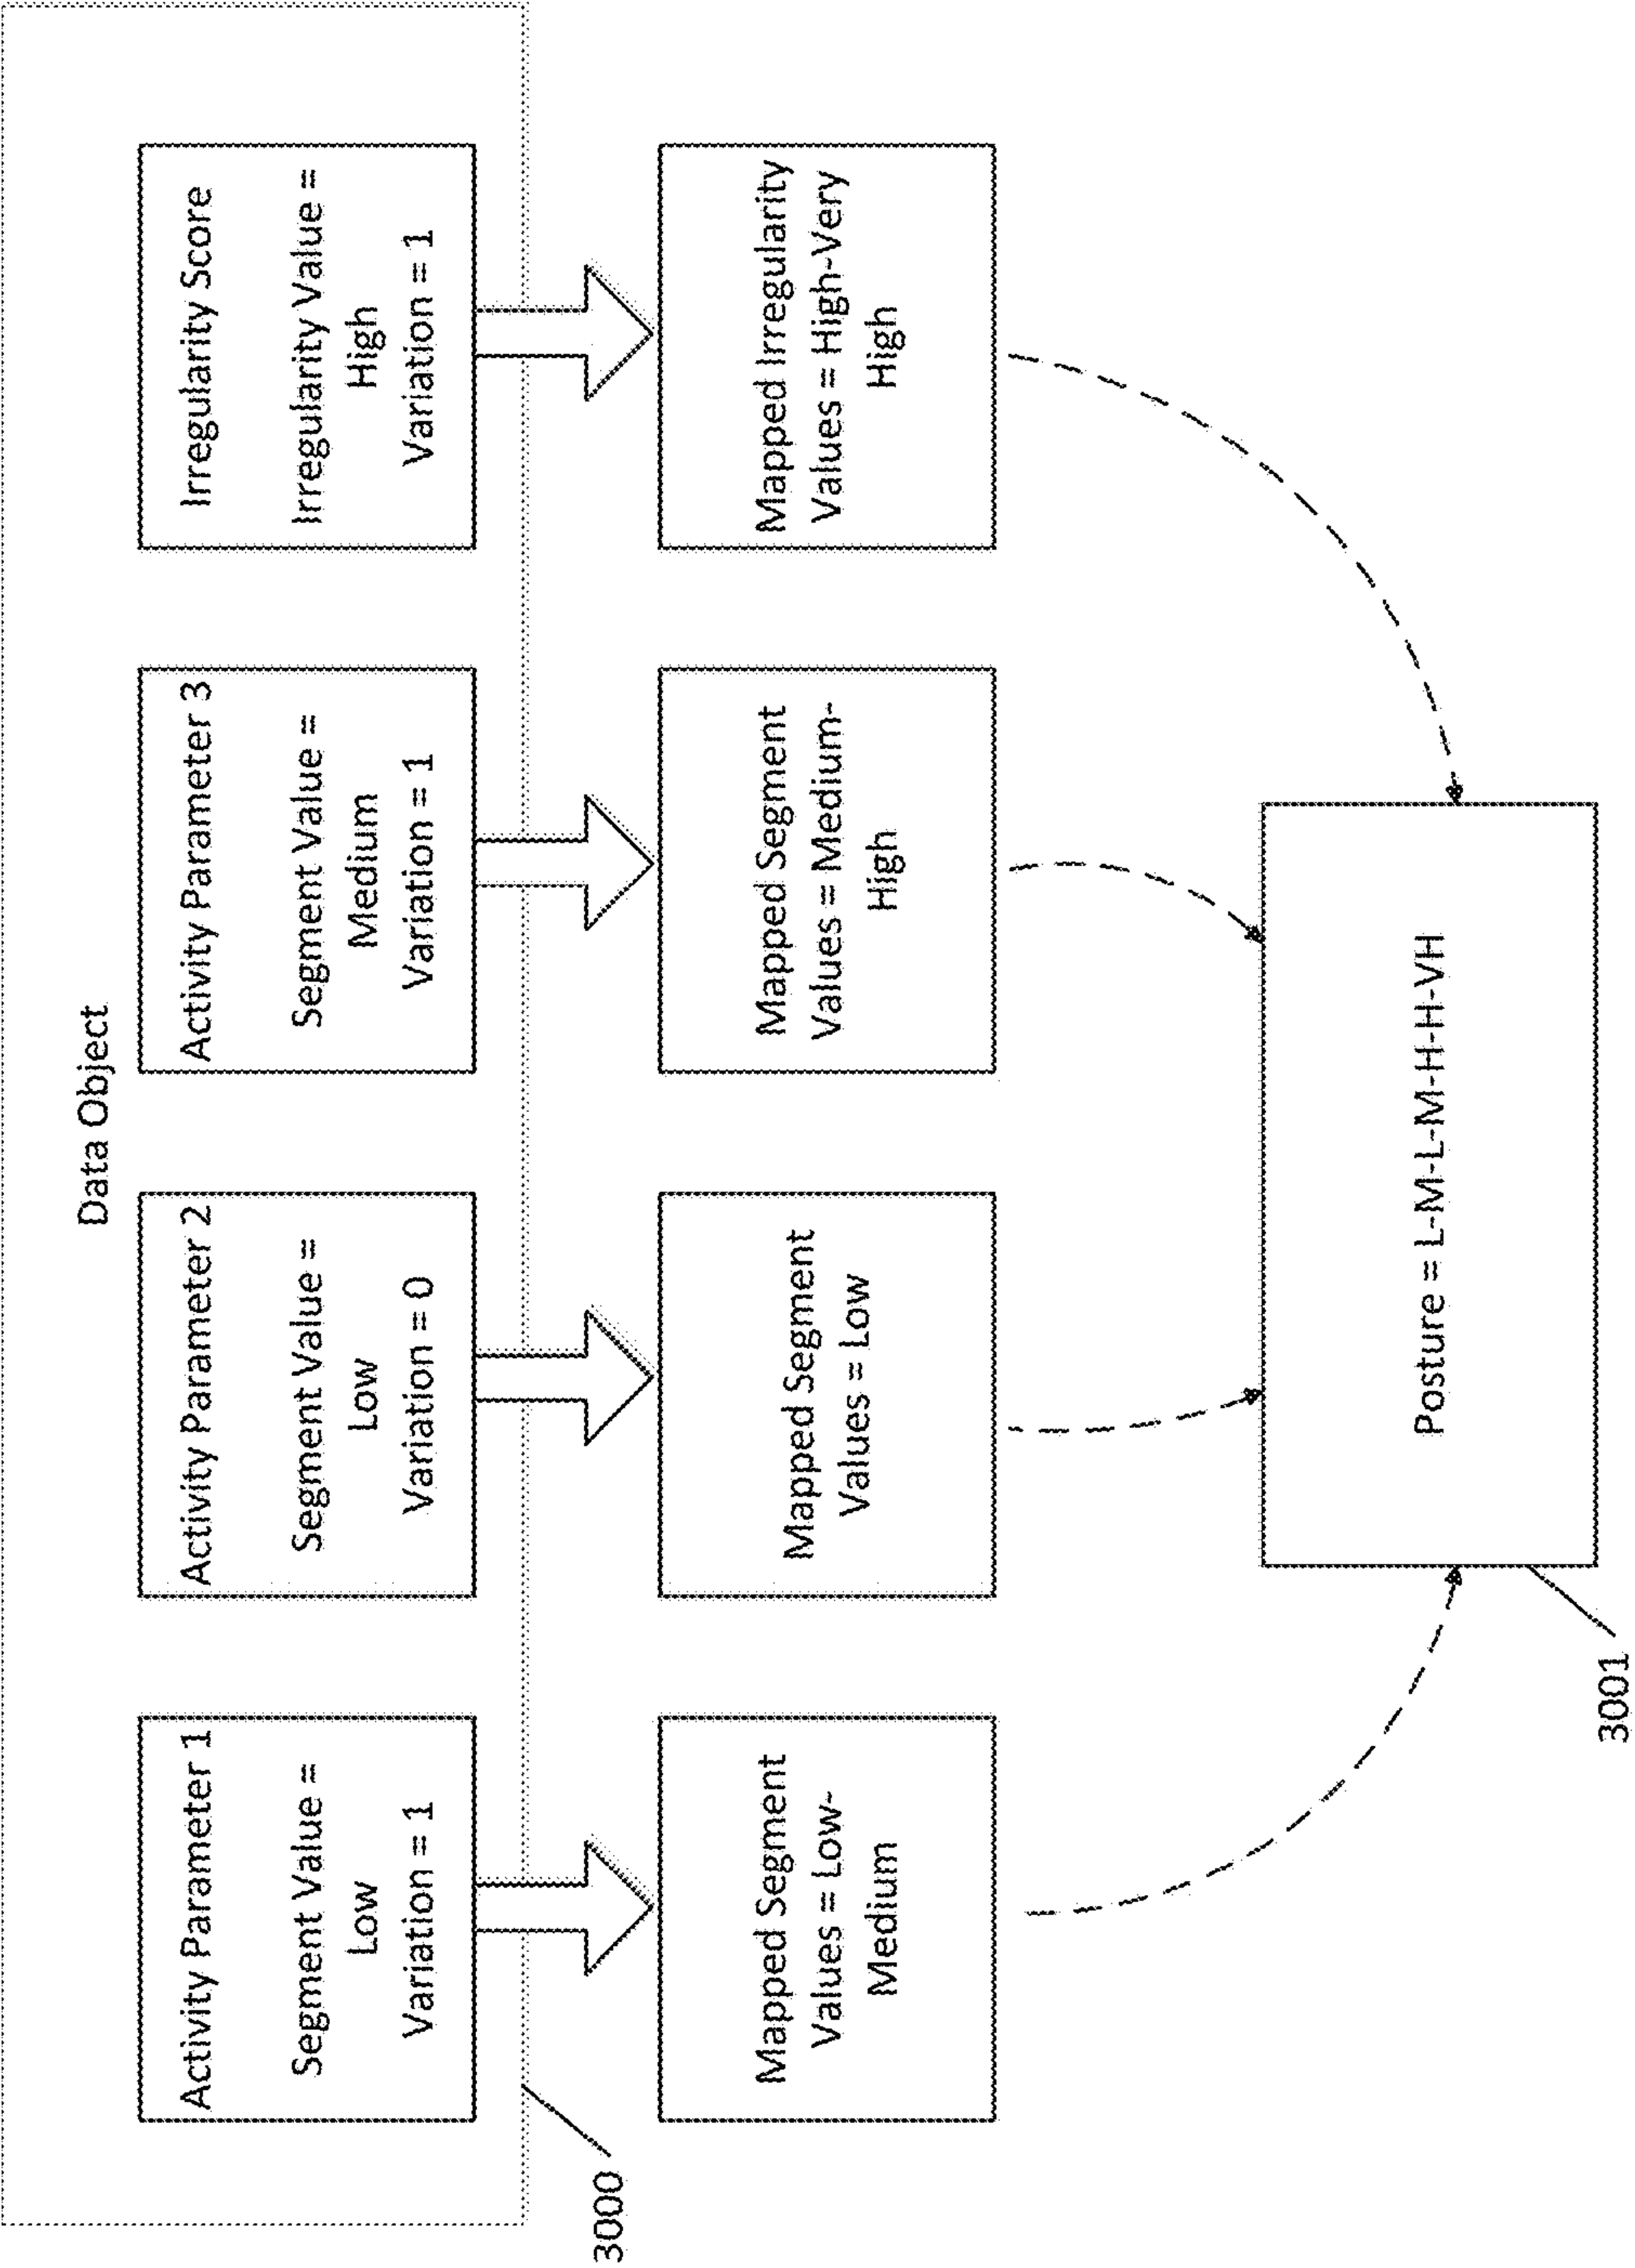 Data Object
Activity Parameter 1
Segment Value =
Low
Variation = 1
Activity Parameter 2
Segment Value =
Low
Variation = 0
Activity Parameter 3
Segment Value =
Medium
Variation = 1
Irregularity Score
Irregularity Value =
High
Variation = 1
3000
Mapped Segment
Values = Low-
Medium
Mapped Segment
Values = Low
Mapped Segment
Values = Medium-
High
Mapped Irregularity
Values = High-Very
High
Posture = L-M-L-M-H-H-VH
3001